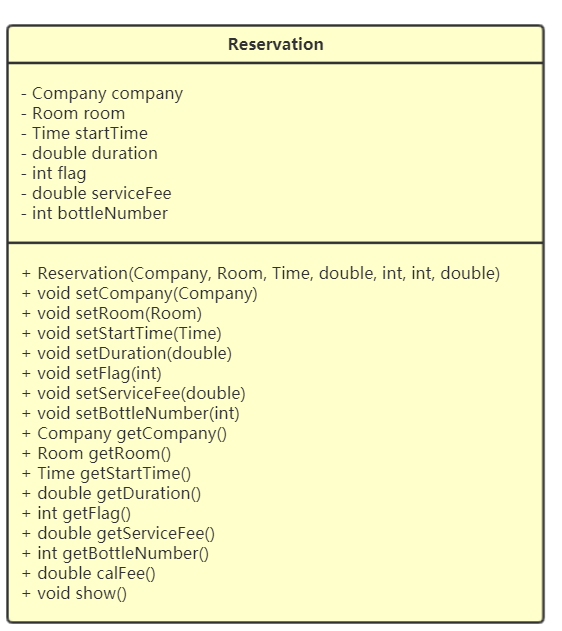 Reservation
- Company company
- Room room
- Time startTime
- double duration
- int flag
- double serviceFee
- int bottleNumber
+ Reservation(Company, Room, Time, double, int, int, double)
+ void setCompany(Company)
+ void setRoom(Room)
+ void setStartTime(Time)
+ void setDuration(double)
+ void setFlag(int)
+ void setServiceFee(double)
+ void setBottleNumber(int)
+ Company getCompany()
+ Room getRoom()
+ Time getStartTime()
+ double getDuration()
+ int getFlag()
+ double getServiceFee()
+ int getBottleNumber()
+ double calFee()
+ void show()